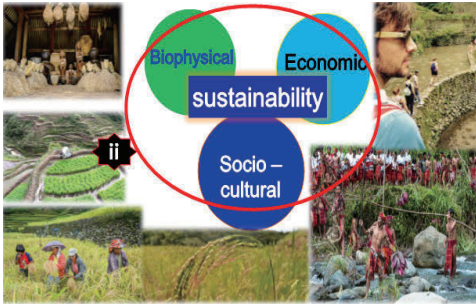 Biophysical
Economic
sustainability
ii
Socio –
cultural